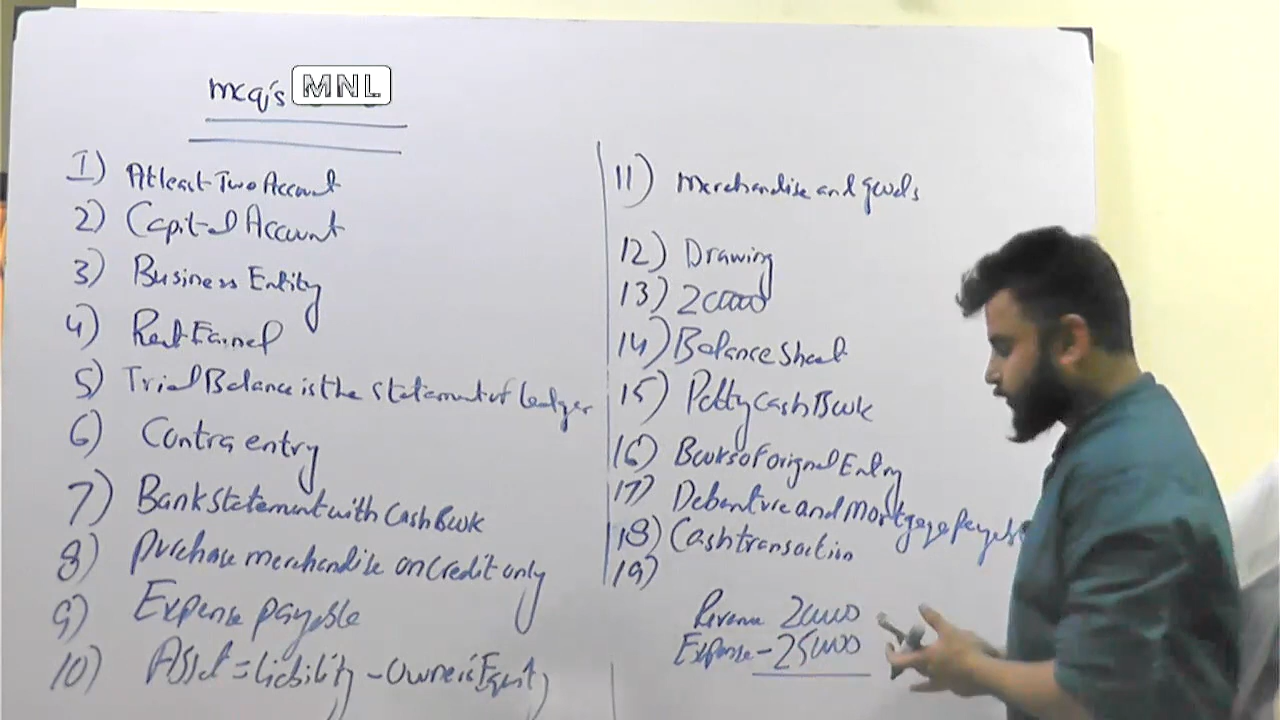 mcq's MNL
1) Atleast Two Account
2) Capital Account
3) Business Entity
4) Rent Earned
5) Trial Balance is the statement of ledger
6) Contra entry
7) Bank statement with Cash Book
8) purchase merchandise on credit only
9) Expense payable
10) Asset = liability - Owner's Equity
11) merchandise and goods
12) Drawing
13) 20000
14) Balance sheet
15) Petty cash Book
16) Books of orignal Entry
17) Debenture and Mortgage payable
18) Cash transaction
19)
Revenue 20000
Expense - 25000